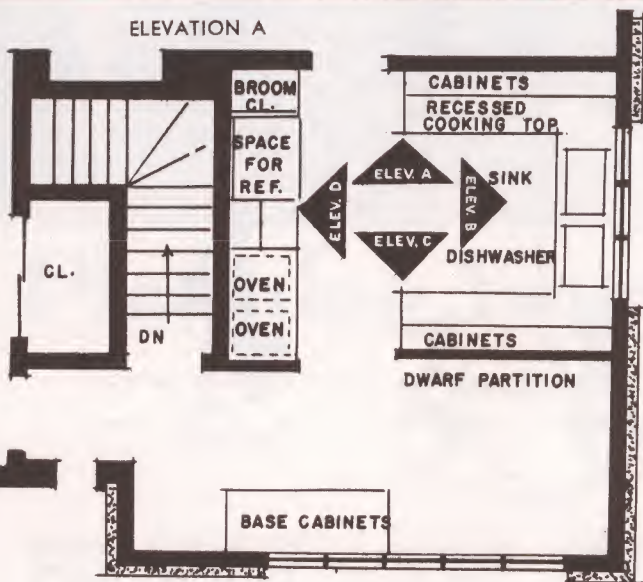 ELEVATION A
BROOM
CL.
CABINETS
RECESSED
COOKING TOP
SPACE
FOR
REF.
ELEV. D
ELEV. A
ELEV. B
ELEV. C
SINK
DISHWASHER
CL.
OVEN
OVEN
DN
CABINETS
DWARF PARTITION
BASE CABINETS